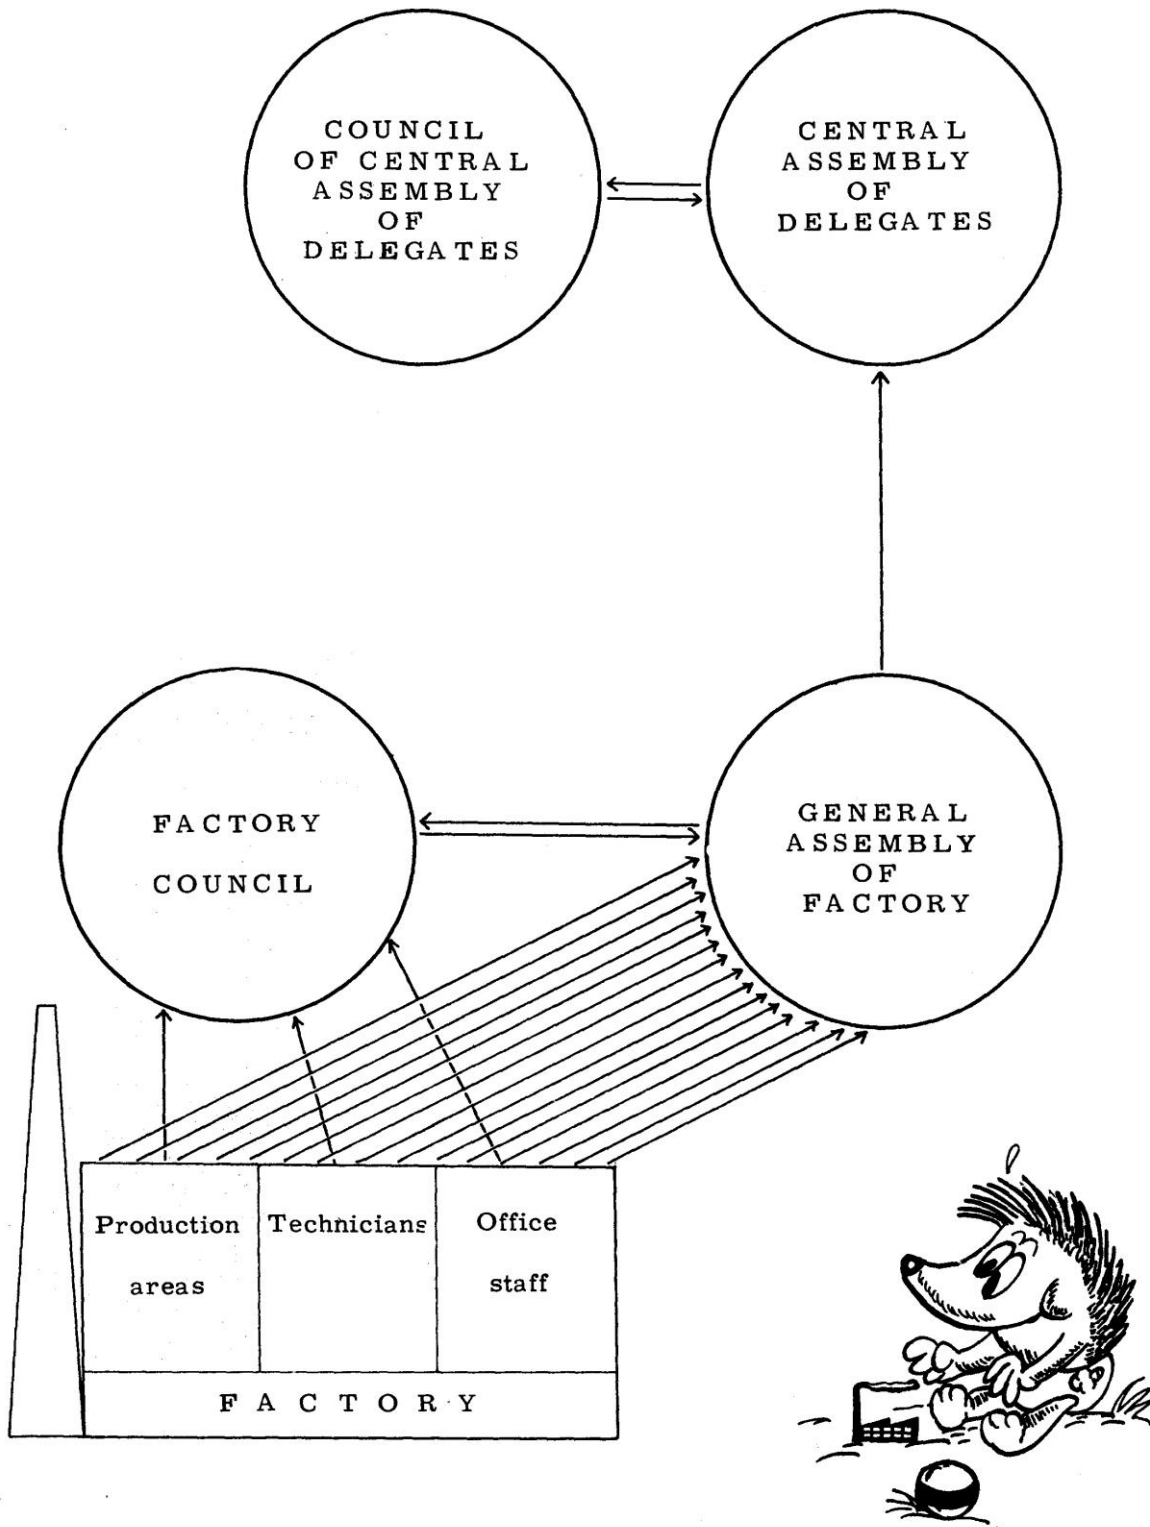 COUNCIL
OF CENTRAL
ASSEMBLY
OF
DELEGATES
CENTRAL
ASSEMBLY
OF
DELEGATES
FACTORY
COUNCIL
GENERAL
ASSEMBLY
OF
FACTORY
Production
areas
Technicians
Office
staff
FACTORY